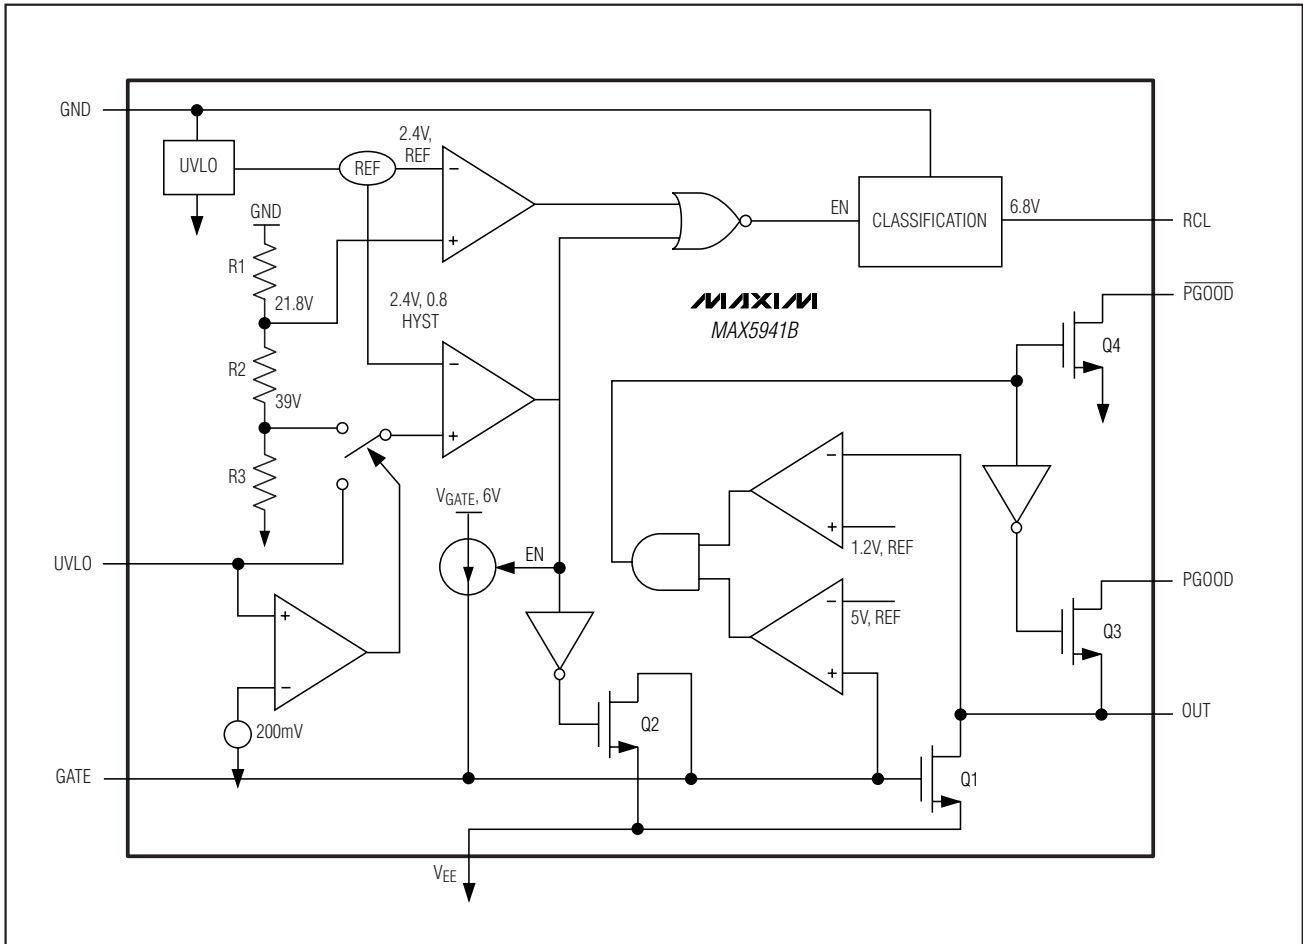 GND
UVLO
REF
2.4V,
REF
−
+
GND
R1
21.8V
R2
39V
R3
2.4V, 0.8
HYST
−
+
EN
CLASSIFICATION
6.8V
RCL
MAXIM
MAX5941B
PGOOD
Q4
VGATE, 6V
EN
−
+
1.2V, REF
−
5V, REF
+
PGOOD
Q3
UVLO
+
−
200mV
Q2
OUT
GATE
Q1
VEE